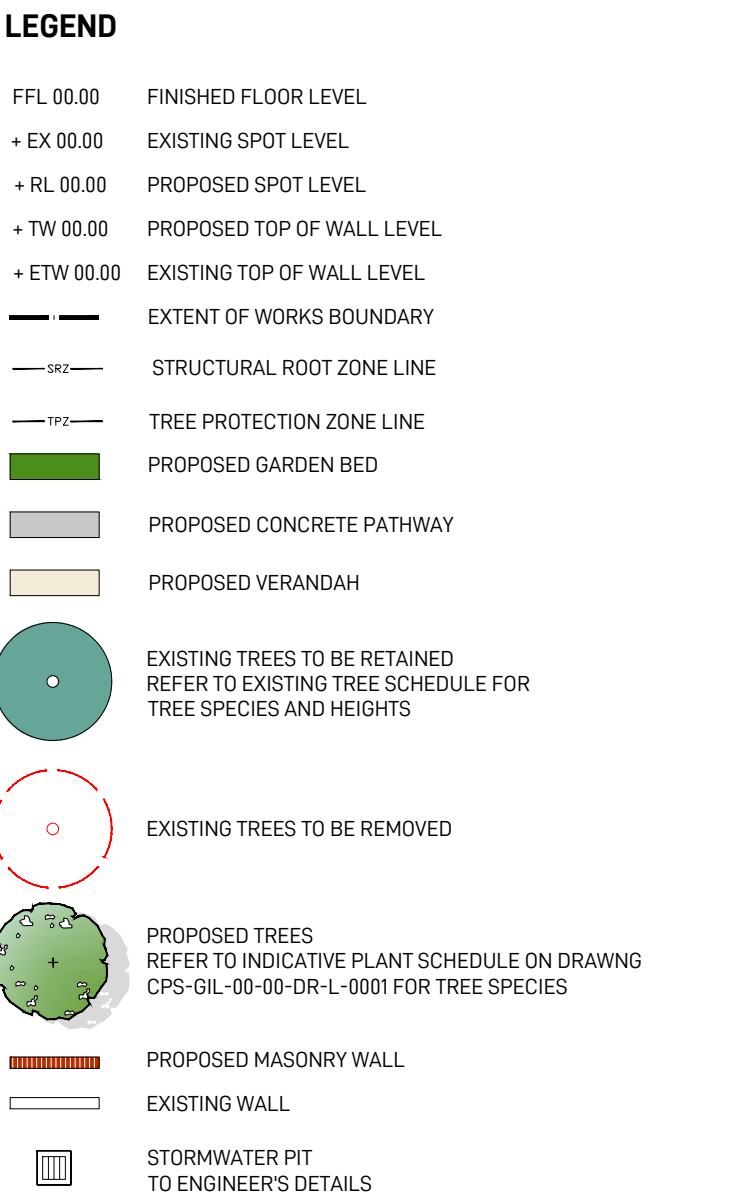 LEGEND
FFL 00.00 FINISHED FLOOR LEVEL
+ EX 00.00 EXISTING SPOT LEVEL
+ RL 00.00 PROPOSED SPOT LEVEL
+ TW 00.00 PROPOSED TOP OF WALL LEVEL
+ ETW 00.00 EXISTING TOP OF WALL LEVEL
EXTENT OF WORKS BOUNDARY
SRZ STRUCTURAL ROOT ZONE LINE
TPZ TREE PROTECTION ZONE LINE
PROPOSED GARDEN BED
PROPOSED CONCRETE PATHWAY
PROPOSED VERANDAH
EXISTING TREES TO BE RETAINED
REFER TO EXISTING TREE SCHEDULE FOR
TREE SPECIES AND HEIGHTS
EXISTING TREES TO BE REMOVED
PROPOSED TREES
REFER TO INDICATIVE PLANT SCHEDULE ON DRAWNG
CPS-GIL-00-00-DR-L-0001 FOR TREE SPECIES
PROPOSED MASONRY WALL
EXISTING WALL
STORMWATER PIT
TO ENGINEER'S DETAILS